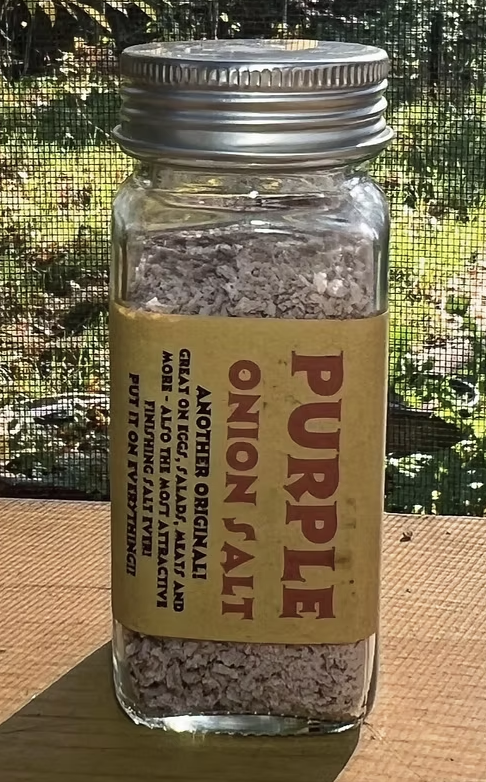 PURPLE
ONION SALT
ANOTHER ORIGINAL!
GREAT ON EGGS, SALADS, MEATS AND
MORE - ALSO THE MOST ATTRACTIVE
FINISHING SALT EVER!
PUT IT ON EVERYTHING!!